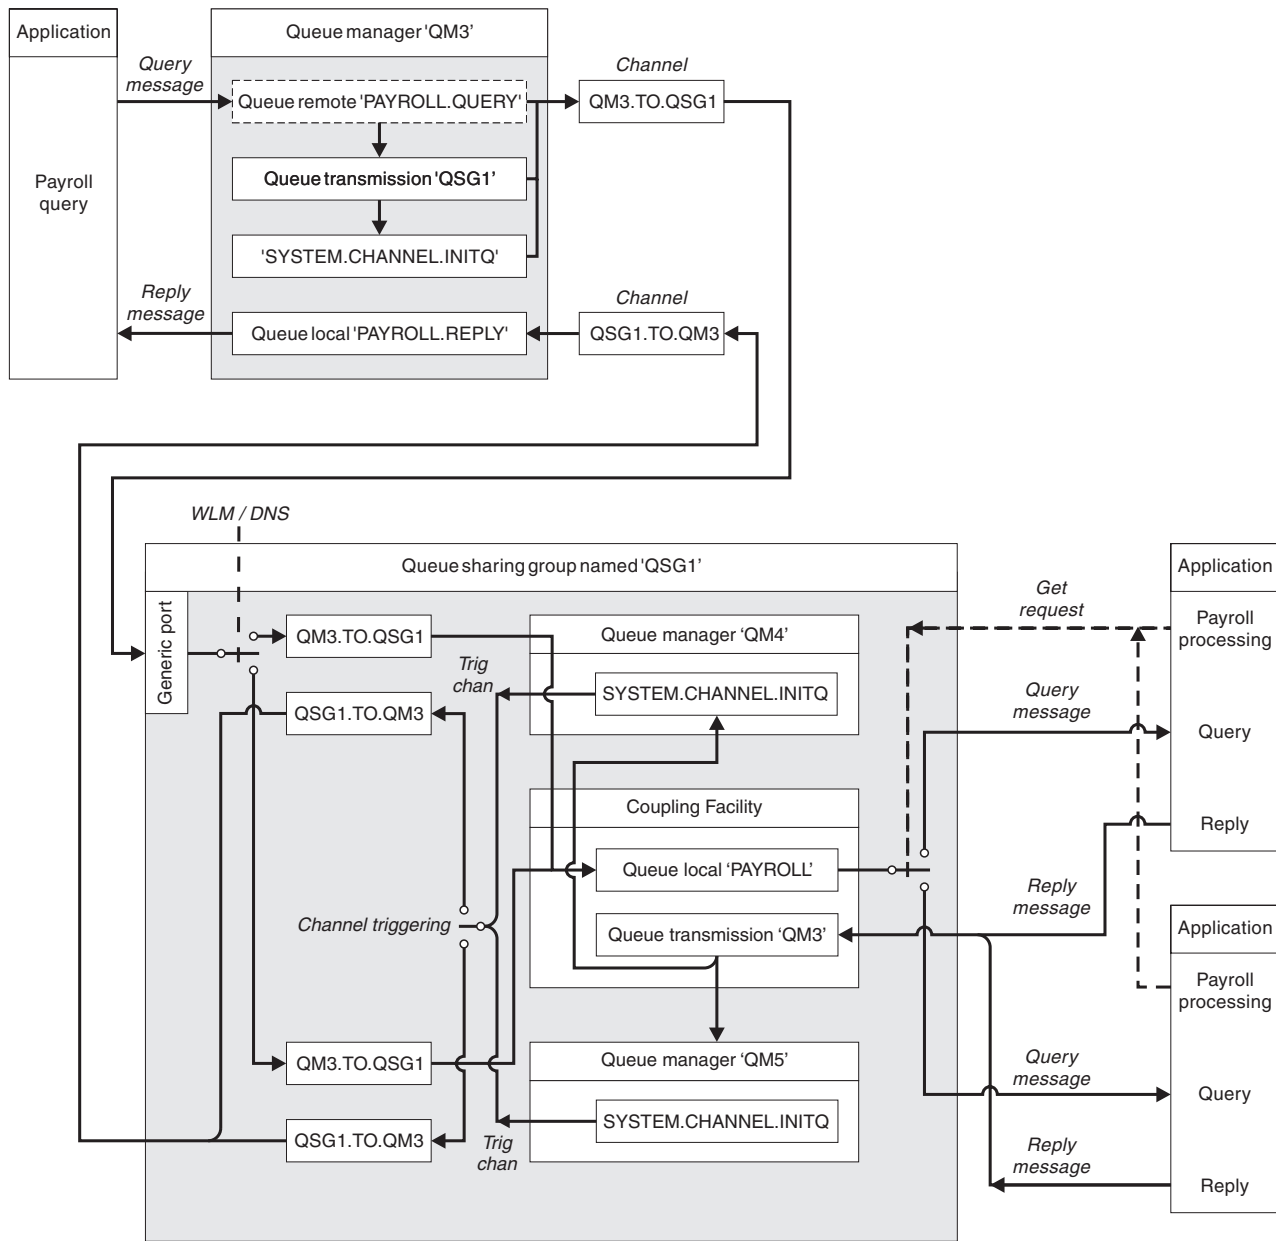 Application
Queue manager 'QM3'
Query
message
Channel
Queue remote 'PAYROLL.QUERY'
QM3.TO.QSG1
Payroll
query
Queue transmission 'QSG1'
'SYSTEM.CHANNEL.INITQ'
Reply
message
Channel
Queue local 'PAYROLL.REPLY'
QSG1.TO.QM3
WLM / DNS
Queue sharing group named 'QSG1'
Application
Generic port
QM3.TO.QSG1
Queue manager 'QM4'
Get
request
Payroll
processing
Trig
chan
SYSTEM.CHANNEL.INITQ
QSG1.TO.QM3
Query
message
Query
Coupling Facility
Reply
Queue local 'PAYROLL'
Reply
message
Channel triggering
Queue transmission 'QM3'
Application
Payroll
processing
QM3.TO.QSG1
Queue manager 'QM5'
Query
message
Query
SYSTEM.CHANNEL.INITQ
QSG1.TO.QM3
Trig
chan
Reply
message
Reply